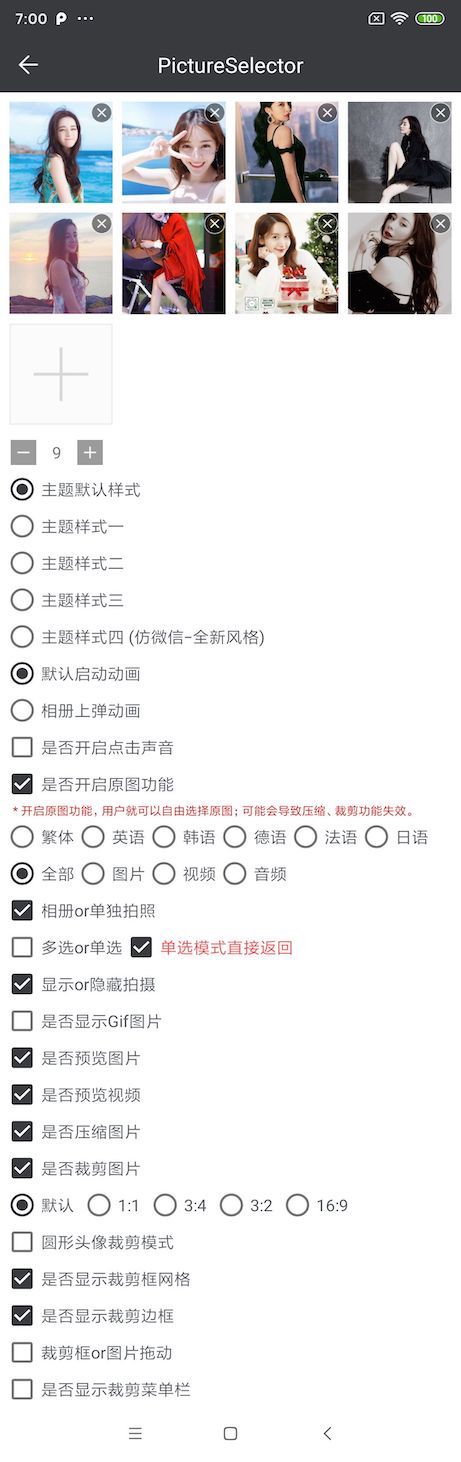 7:00
100
PictureSelector
9
主题默认样式
主题样式一
主题样式二
主题样式三
主题样式四 (仿微信-全新风格)
默认启动动画
相册上弹动画
是否开启点击声音
是否开启原图功能
* 开启原图功能，用户就可以自由选择原图；可能会导致压缩、裁剪功能失效。
繁体 英语 韩语 德语 法语 日语
全部 图片 视频 音频
相册or单独拍照
多选or单选 单选模式直接返回
显示or隐藏拍摄
是否显示Gif图片
是否预览图片
是否预览视频
是否压缩图片
是否裁剪图片
默认 1:1 3:4 3:2 16:9
圆形头像裁剪模式
是否显示裁剪框网格
是否显示裁剪边框
裁剪框or图片拖动
是否显示裁剪菜单栏